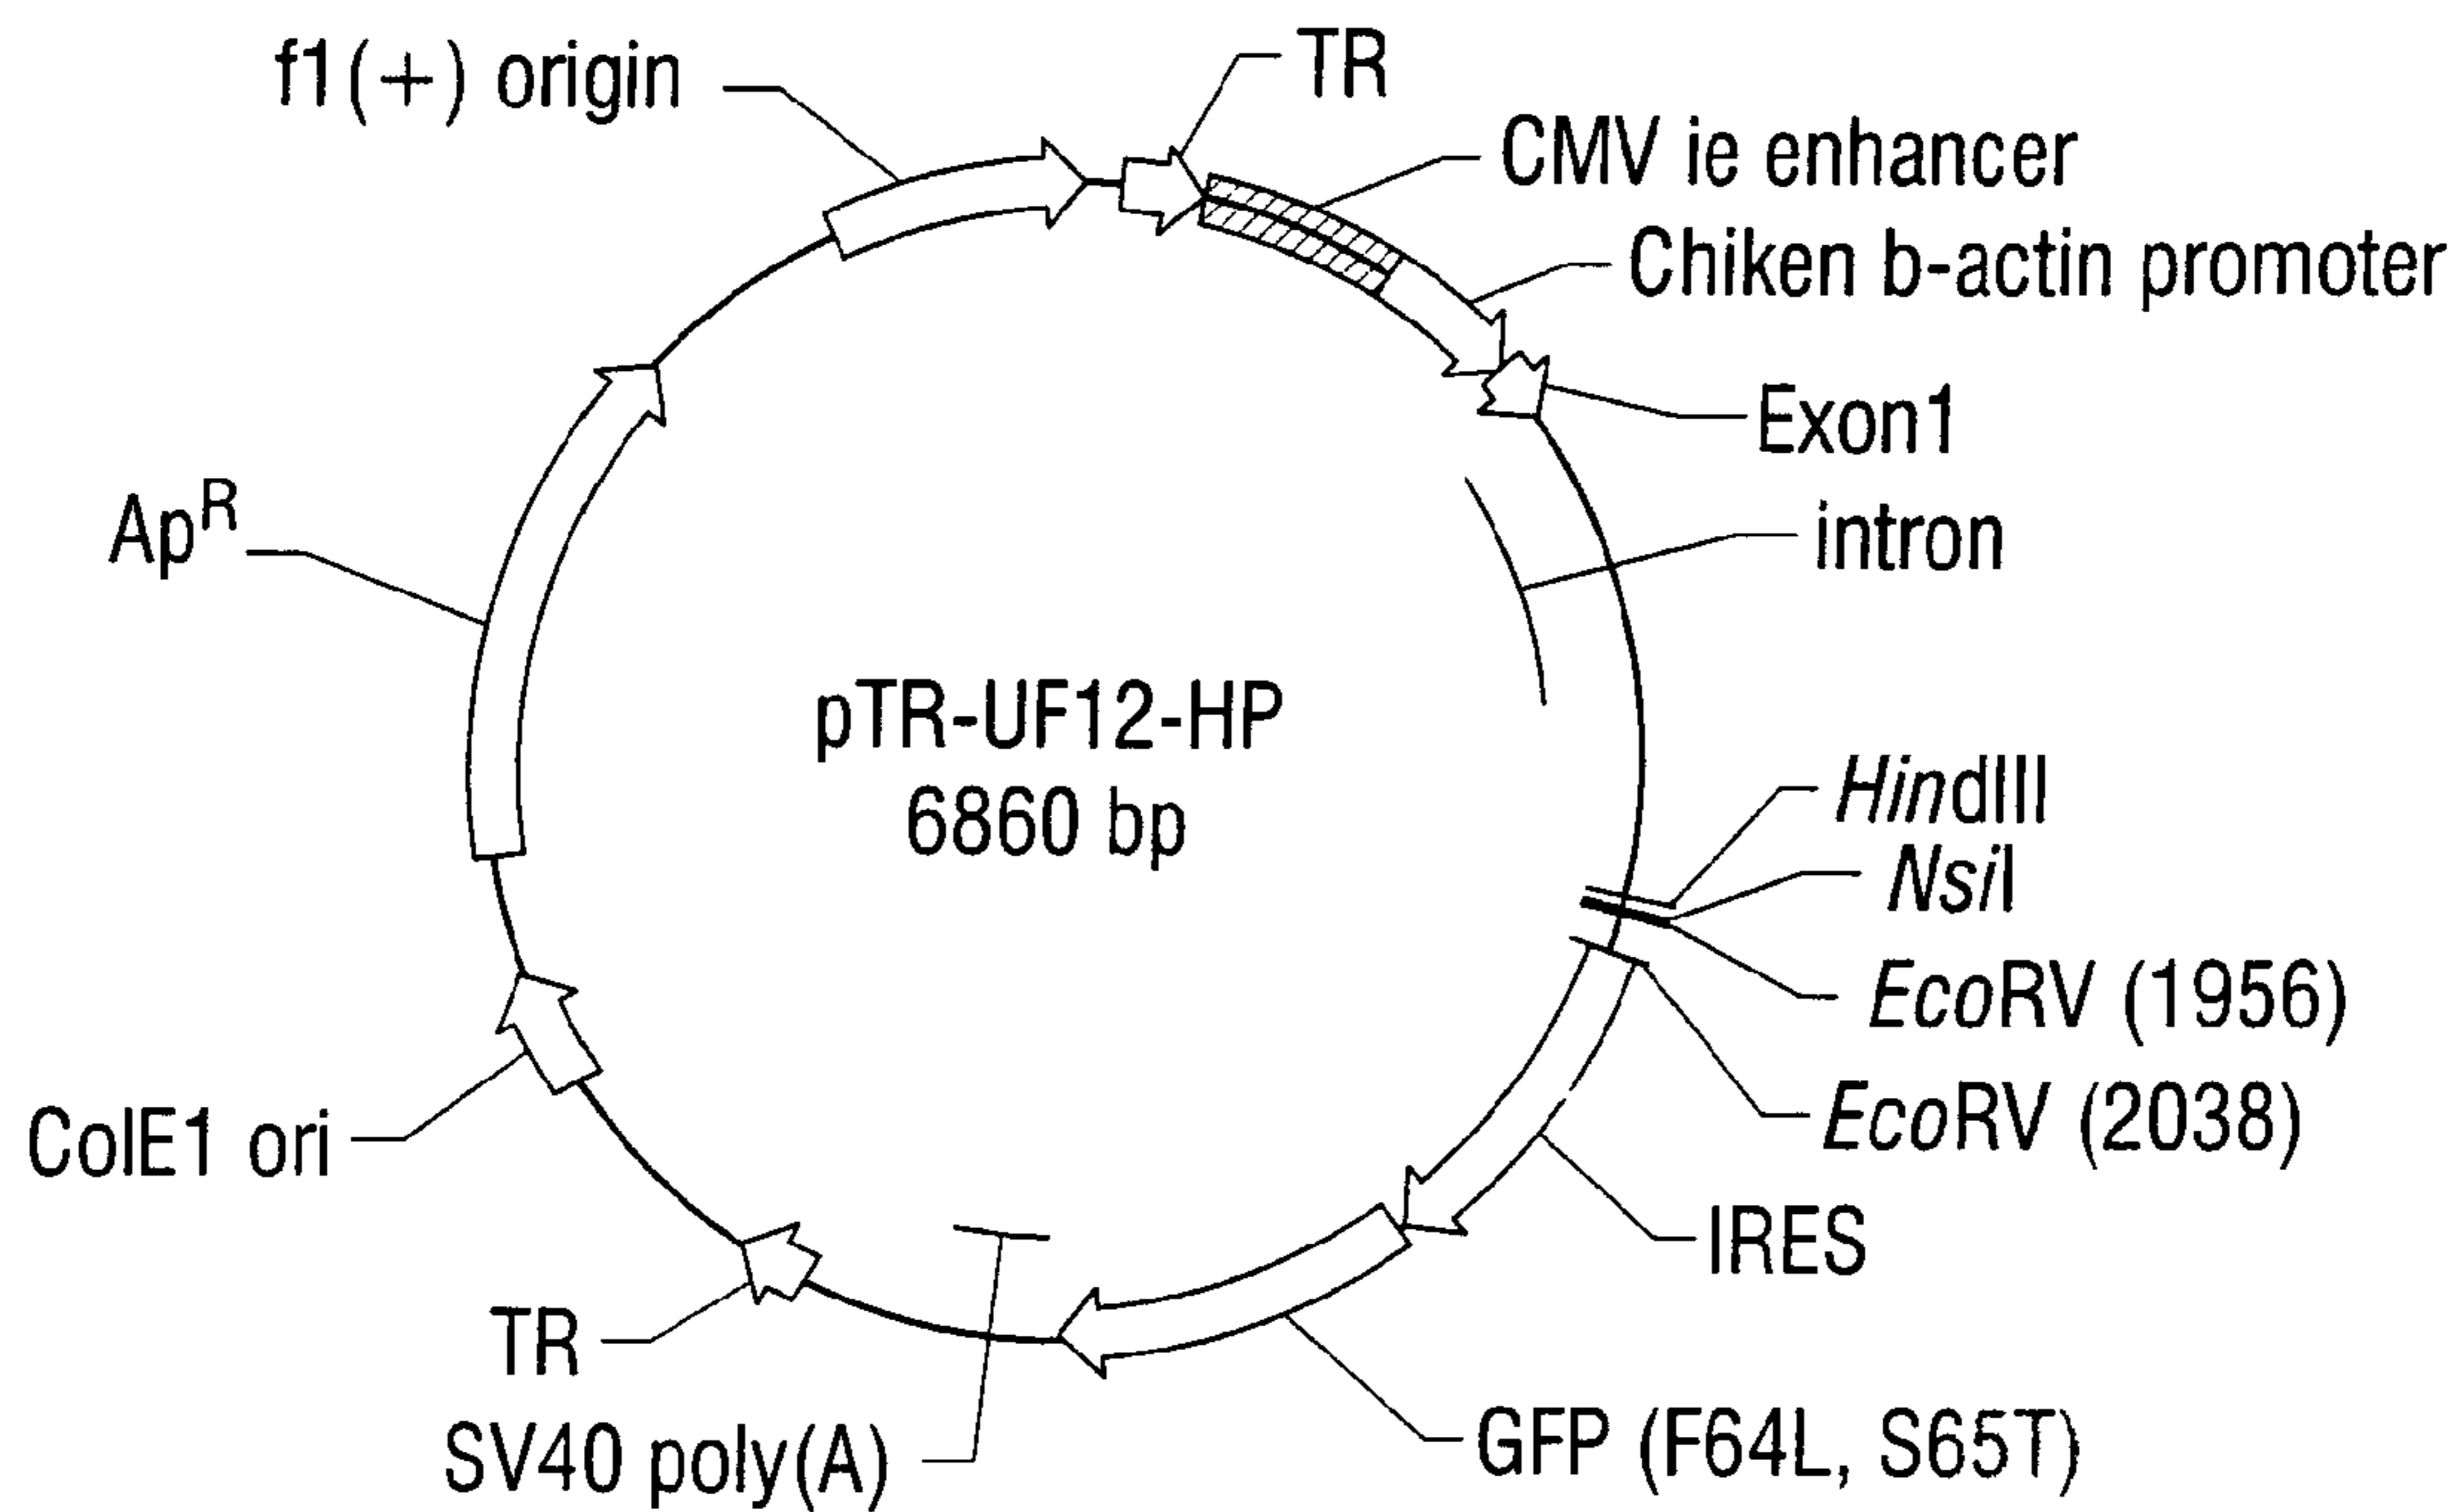 f1(+) origin
TR
CMV ie enhancer
Chiken b-actin promoter
Exon1
intron
ApR
pTR-UF12-HP
6860 bp
HindIII
NsiI
EcoRV (1956)
EcoRV (2038)
IRES
ColE1 ori
TR
SV40 poly(A)
GFP (F64L, S65T)